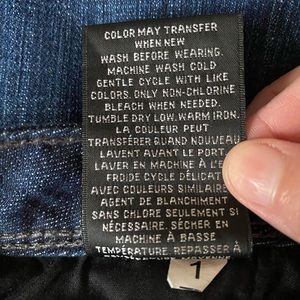 COLOR MAY TRANSFER
WHEN NEW
WASH BEFORE WEARING.
MACHINE WASH COLD
GENTLE CYCLE WITH LIKE
COLORS. ONLY NON-CHLORINE
BLEACH WHEN NEEDED.
TUMBLE DRY LOW. WARM IRON.
LA COULEUR PEUT
TRANSFÉRER QUAND NOUVEAU
LAVENT AVANT LE PORT.
LAVER EN MACHINE À L'E
FROIDE CYCLE DÉLICAT
AVEC COULEURS SIMILAIRE
AGENT DE BLANCHIMENT
SANS CHLORE SEULEMENT SI
NÉCESSAIRE. SÉCHER EN
MACHINE À BASSE
TEMPÉRATURE REPASSER À
1